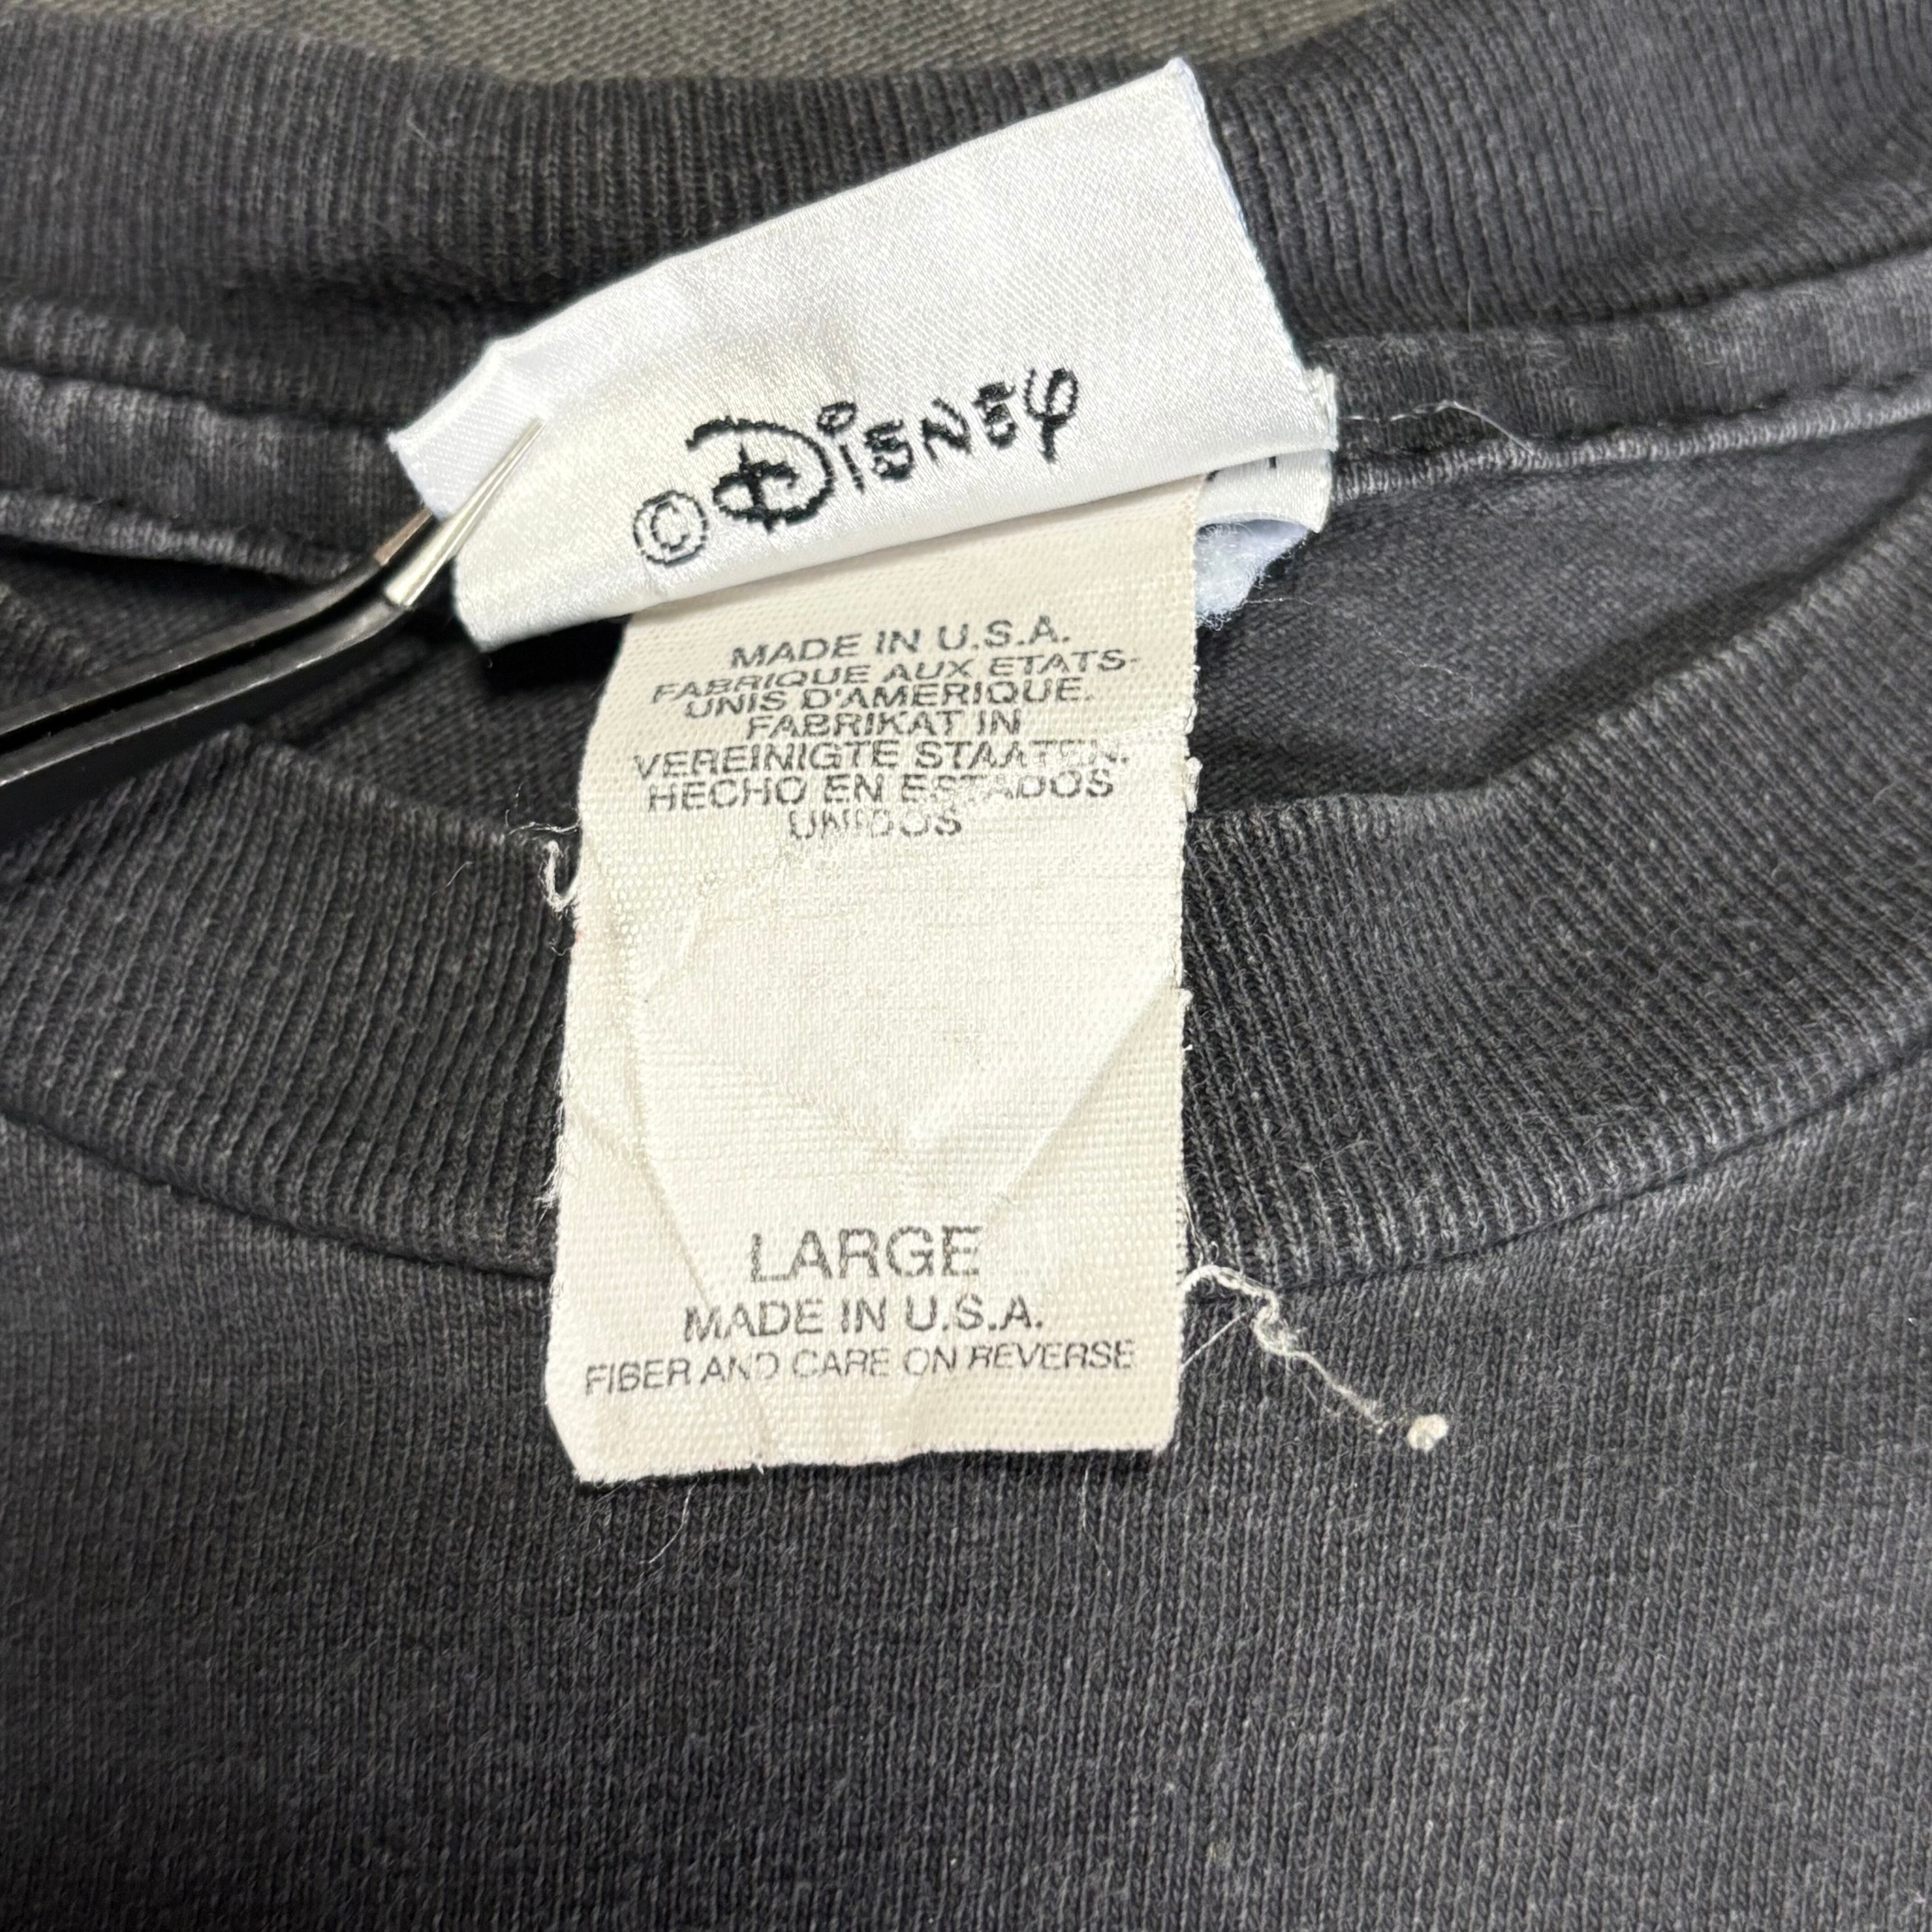 © Disney
MADE IN U.S.A.
FABRIQUE AUX ETATS-
UNIS D'AMERIQUE.
FABRIKAT IN
VEREINIGTE STAATEN.
HECHO EN ESTADOS
UNIDOS
LARGE
MADE IN U.S.A.
FIBER AND CARE ON REVERSE